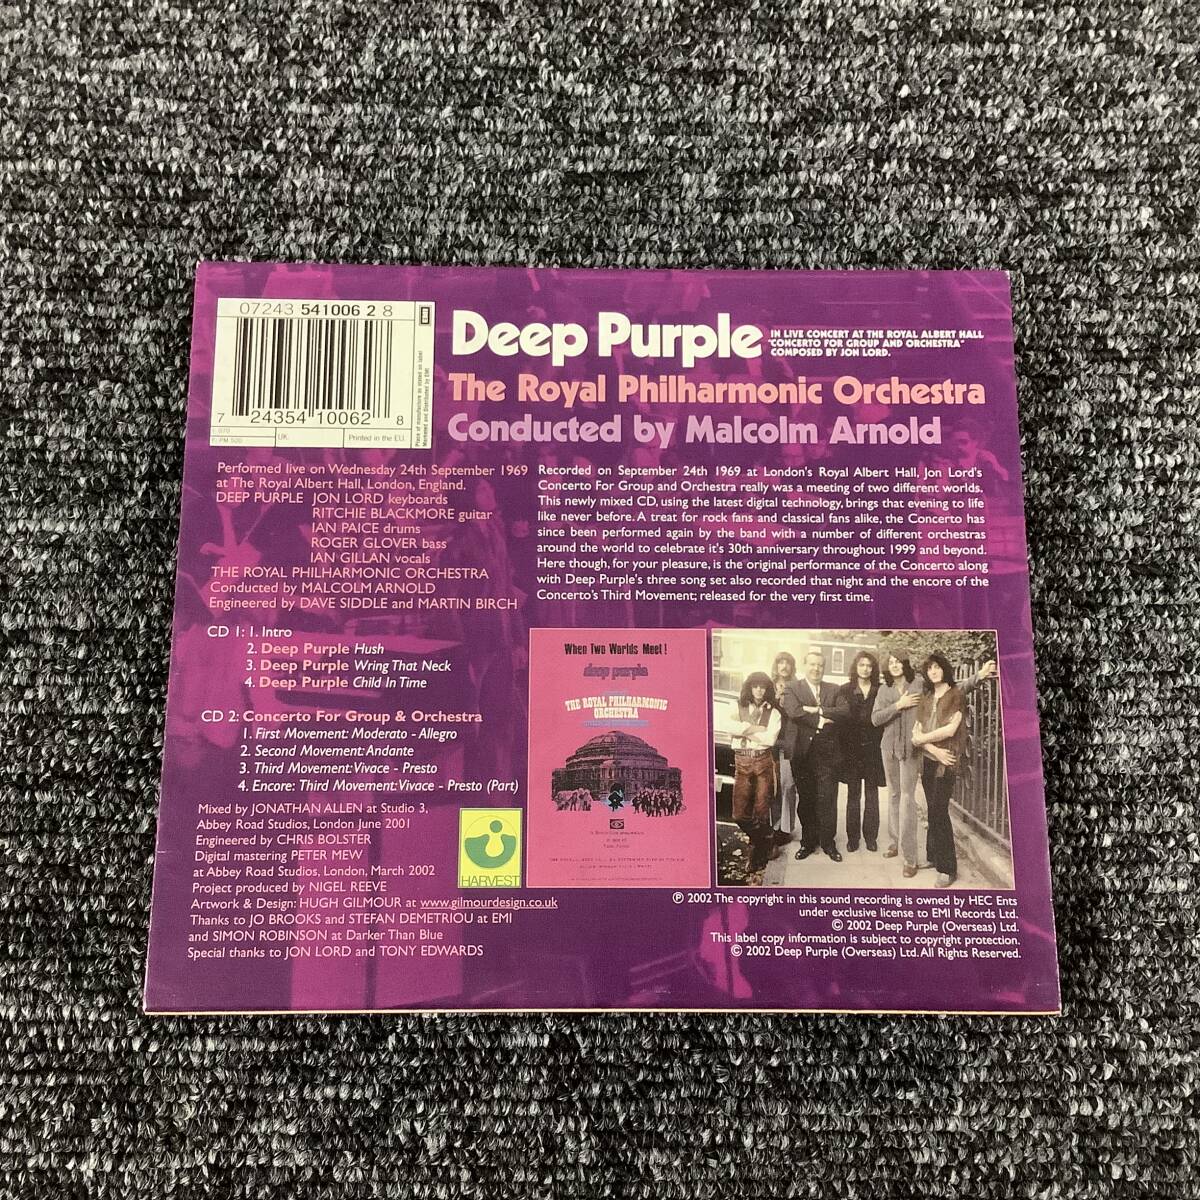 07243 541006 2 8
7 24354 10062 8
UK:
Printed in the EU.
Place of manufacture as stated on label
Marketed and Distributed by EMI
Deep Purple
IN LIVE CONCERT AT THE ROYAL ALBERT HALL
"CONCERTO FOR GROUP AND ORCHESTRA"
COMPOSED BY JON LORD.
The Royal Philharmonic Orchestra
Conducted by Malcolm Arnold
Performed live on Wednesday 24th September 1969
at The Royal Albert Hall, London, England,
DEEP PURPLE JON LORD keyboards
RITCHIE BLACKMORE guitar
IAN PAICE drums
ROGER GLOVER bass
IAN GILLAN vocals
THE ROYAL PHILHARMONIC ORCHESTRA
Conducted by MALCOLM ARNOLD
Engineered by DAVE SIDDLE and MARTIN BIRCH
Recorded on September 24th 1969 at London's Royal Albert Hall, Jon Lord's
Concerto For Group and Orchestra really was a meeting of two different worlds.
This newly mixed CD, using the latest digital technology, brings that evening to life
like never before. A treat for rock fans and classical fans alike, the Concerto has
since been performed again by the band with a number of different orchestras
around the world to celebrate it's 30th anniversary throughout 1999 and beyond.
Here though, for your pleasure, is the original performance of the Concerto along
with Deep Purple's three song set also recorded that night and the encore of the
Concerto's Third Movement; released for the very first time.
CD 1: 1. Intro
2. Deep Purple Hush
3. Deep Purple Wring That Neck
4. Deep Purple Child In Time
CD 2: Concerto For Group & Orchestra
1. First Movement: Moderato - Allegro
2. Second Movement: Andante
3. Third Movement: Vivace - Presto
4. Encore: Third Movement: Vivace - Presto (Part)
Mixed by JONATHAN ALLEN at Studio 3,
Abbey Road Studios, London June 2001
Engineered by CHRIS BOLSTER
Digital mastering PETER MEW
at Abbey Road Studios, London, March 2002
Project produced by NIGEL REEVE
Artwork & Design: HUGH GILMOUR at www.gilmourdesign.co.uk
Thanks to JO BROOKS and STEFAN DEMETRIOU at EMI
and SIMON ROBINSON at Darker Than Blue
Special thanks to JON LORD and TONY EDWARDS
HARVEST
When Two Worlds Meet!
deep purple
THE ROYAL PHILHARMONIC
ORCHESTRA
℗ 2002 The copyright in this sound recording is owned by HEC Ents
under exclusive license to EMI Records Ltd.
© 2002 Deep Purple (Overseas) Ltd.
This label copy information is subject to copyright protection.
© 2002 Deep Purple (Overseas) Ltd. All Rights Reserved.